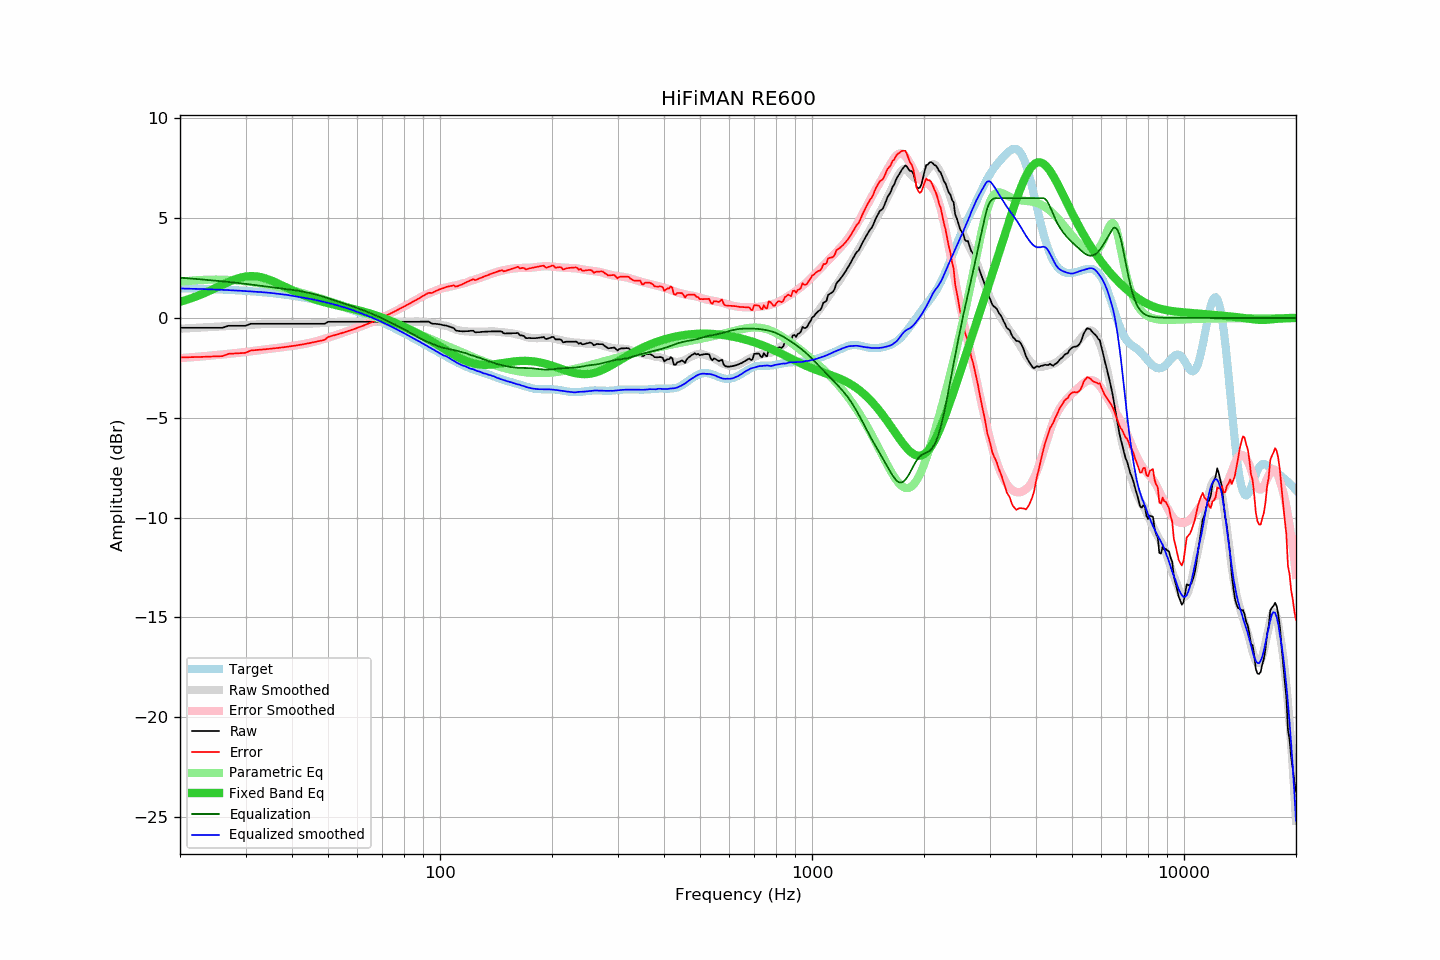 HiFiMAN RE600
10
5
0
−5
−10
−15
−20
−25
Amplitude (dBr)
Target
Raw Smoothed
Error Smoothed
Raw
Error
Parametric Eq
Fixed Band Eq
Equalization
Equalized smoothed
100
1000
10000
Frequency (Hz)